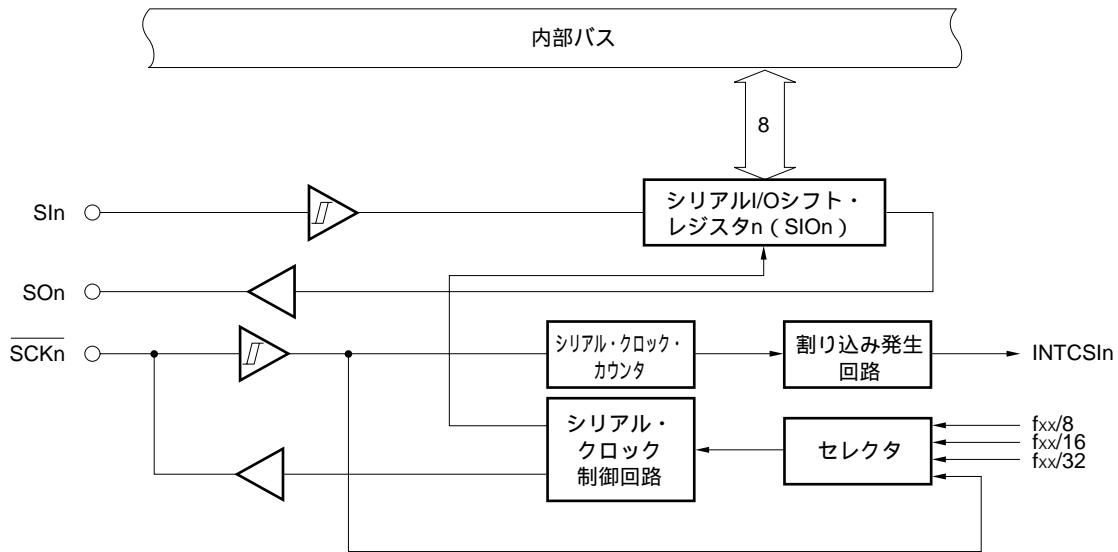 内部バス
8
SIn
シリアルI/Oシフト・
レジスタn（SIOn）
SOn
SCKn
シリアル・クロック・
カウンタ
割り込み発生
回路
INTCSIn
シリアル・
クロック
制御回路
セレクタ
fxx/8
fxx/16
fxx/32